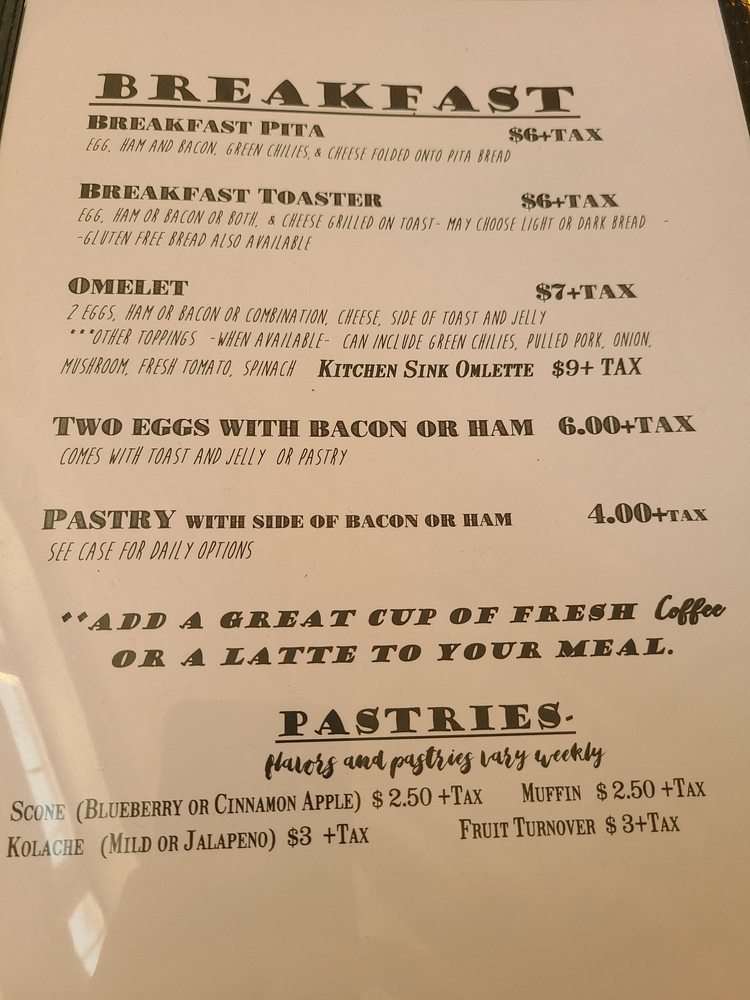 BREAKFAST
BREAKFAST PITA $6+TAX
EGG, HAM AND BACON, GREEN CHILIES, & CHEESE FOLDED ONTO PITA BREAD
BREAKFAST TOASTER $6+TAX
EGG, HAM OR BACON OR BOTH, & CHEESE GRILLED ON TOAST- MAY CHOOSE LIGHT OR DARK BREAD -
-GLUTEN FREE BREAD ALSO AVAILABLE
OMELET $7+TAX
2 EGGS, HAM OR BACON OR COMBINATION, CHEESE, SIDE OF TOAST AND JELLY
***OTHER TOPPINGS -WHEN AVAILABLE- CAN INCLUDE GREEN CHILIES, PULLED PORK, ONION,
MUSHROOM, FRESH TOMATO, SPINACH KITCHEN SINK OMLETTE $9+ TAX
TWO EGGS WITH BACON OR HAM 6.00+TAX
COMES WITH TOAST AND JELLY OR PASTRY
PASTRY WITH SIDE OF BACON OR HAM 4.00+TAX
SEE CASE FOR DAILY OPTIONS
**ADD A GREAT CUP OF FRESH Coffee
OR A LATTE TO YOUR MEAL.
PASTRIES-
flavors and pastries vary weekly
SCONE (BLUEBERRY OR CINNAMON APPLE) $ 2.50 +TAX MUFFIN $ 2.50 +TAX
KOLACHE (MILD OR JALAPENO) $3 +TAX FRUIT TURNOVER $ 3+TAX